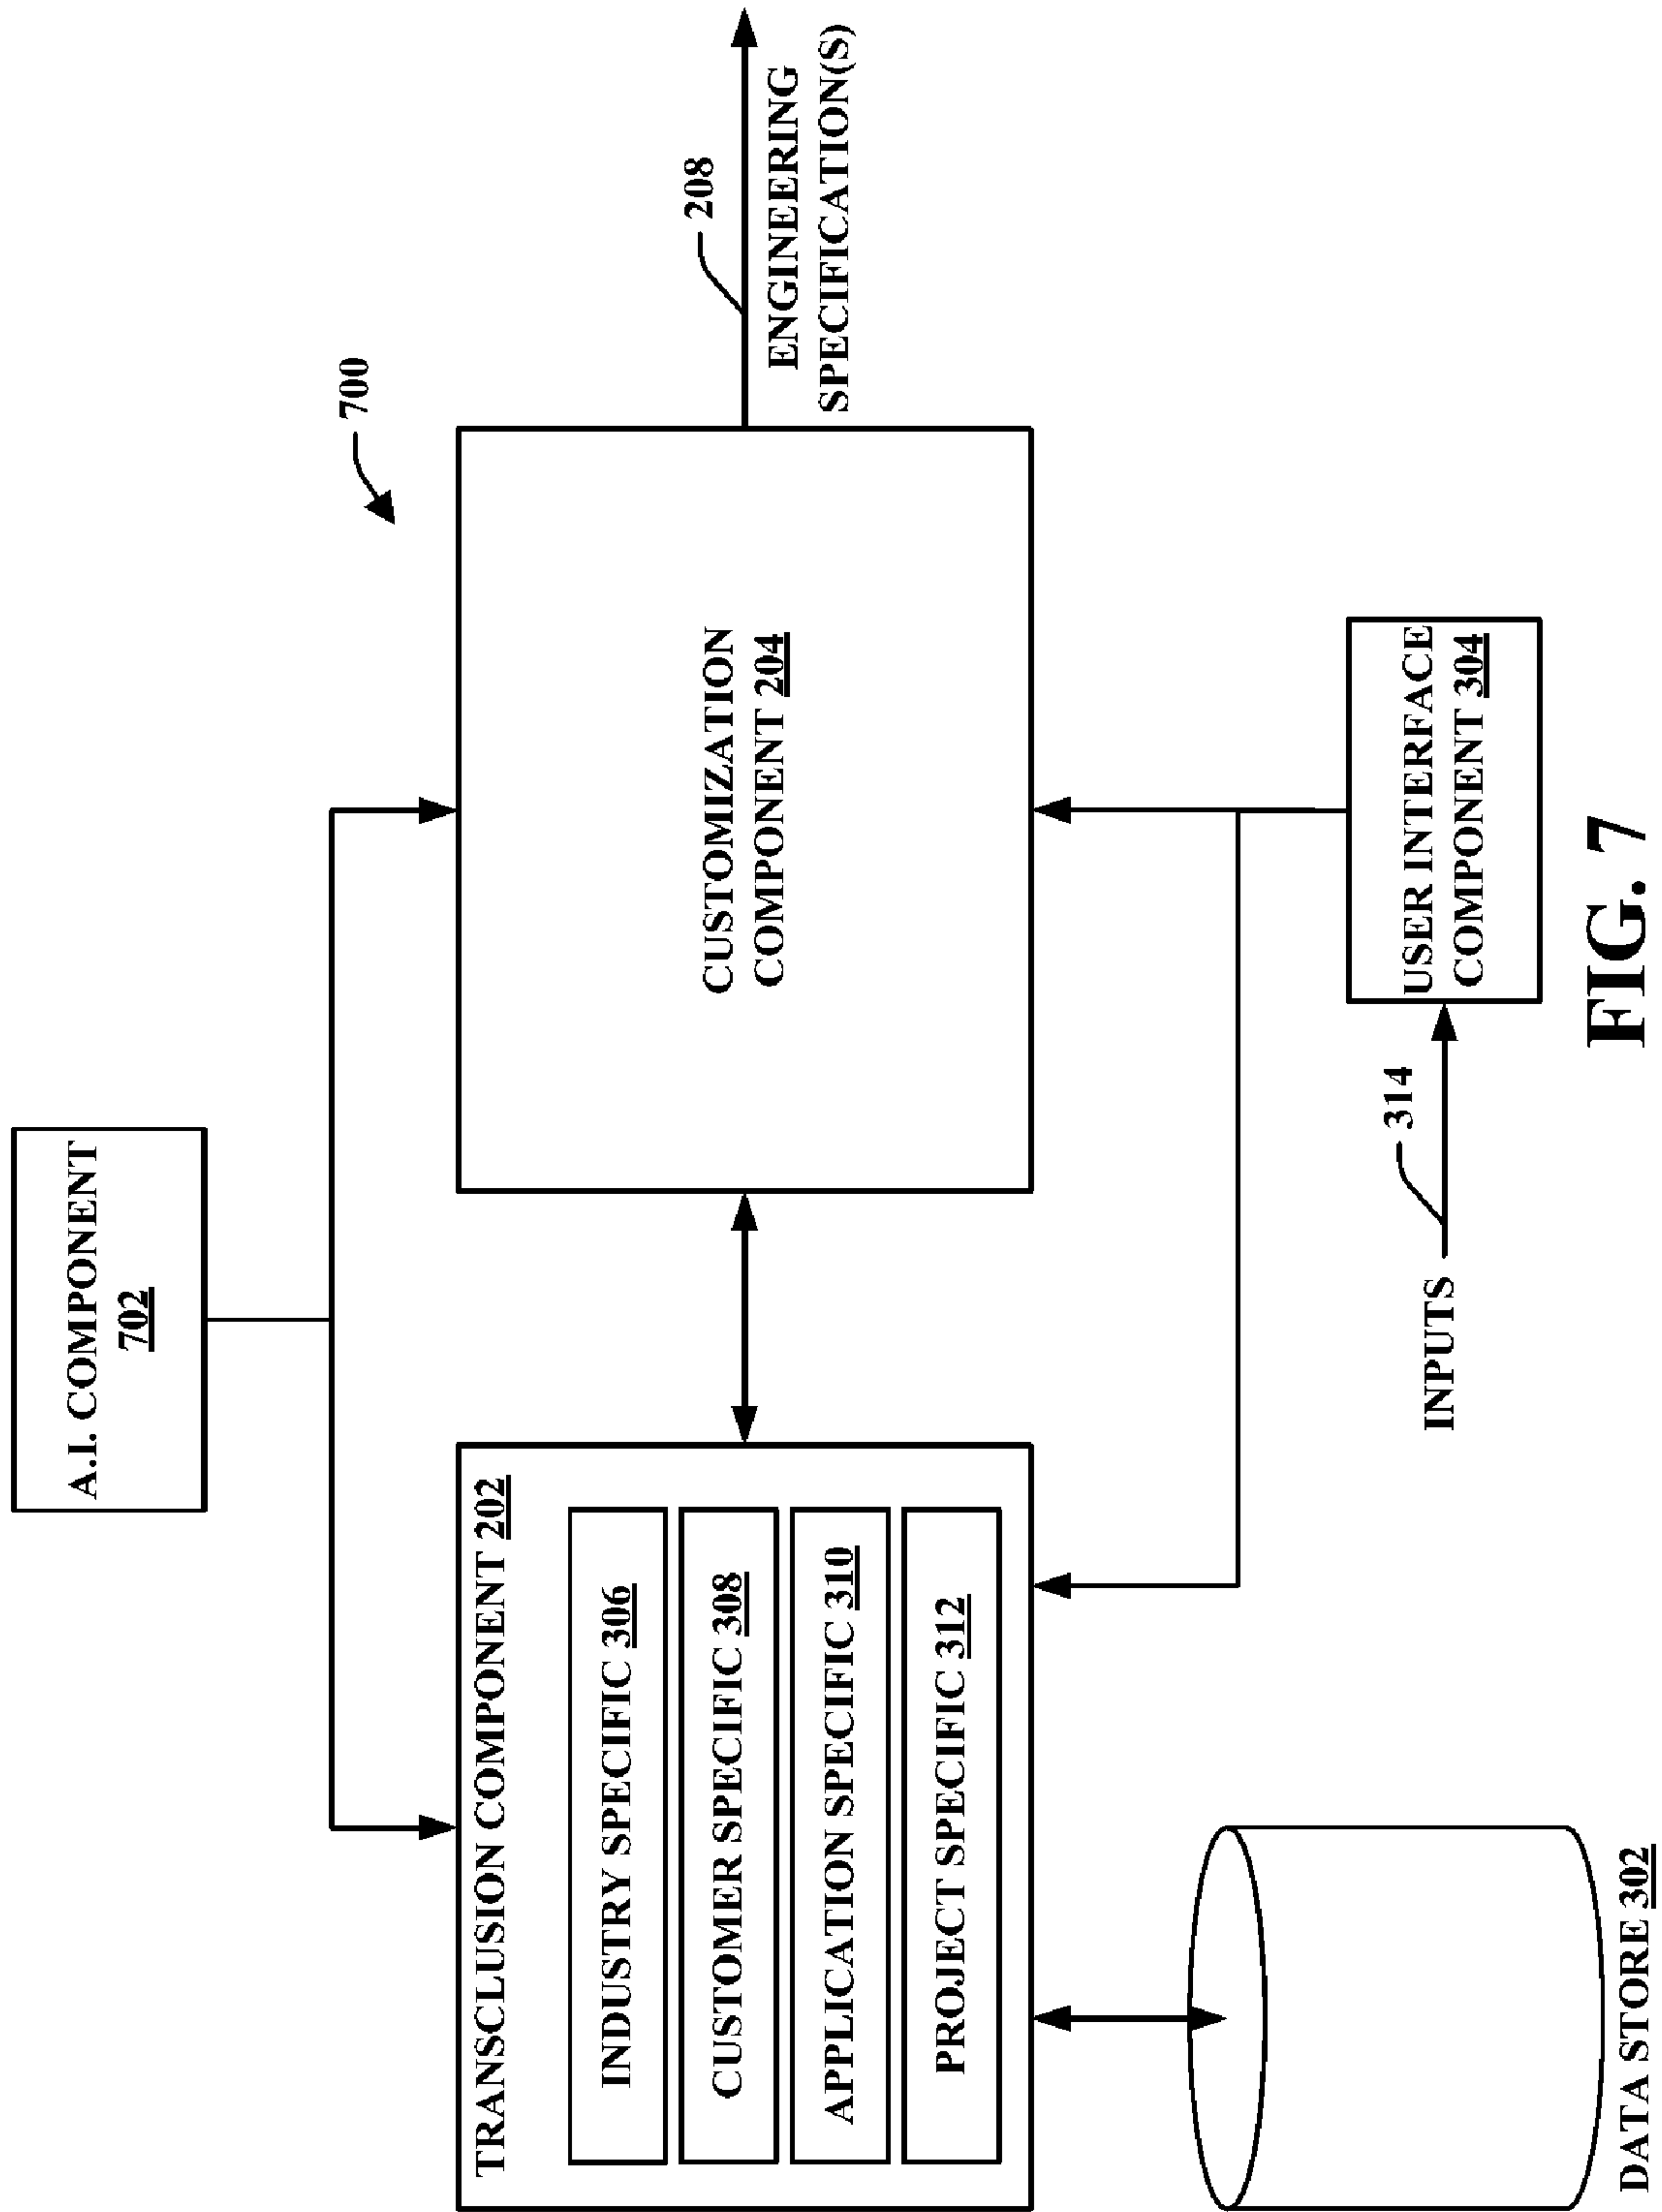 A.I. COMPONENT
702
700
TRANSCLUSION COMPONENT 202
INDUSTRY SPECIFIC 306
CUSTOMER SPECIFIC 308
APPLICATION SPECIFIC 310
PROJECT SPECIFIC 312
CUSTOMIZATION
COMPONENT 204
208
ENGINEERING
SPECIFICATION(S)
DATA STORE 302
INPUTS
314
USER INTERFACE
COMPONENT 304
FIG. 7